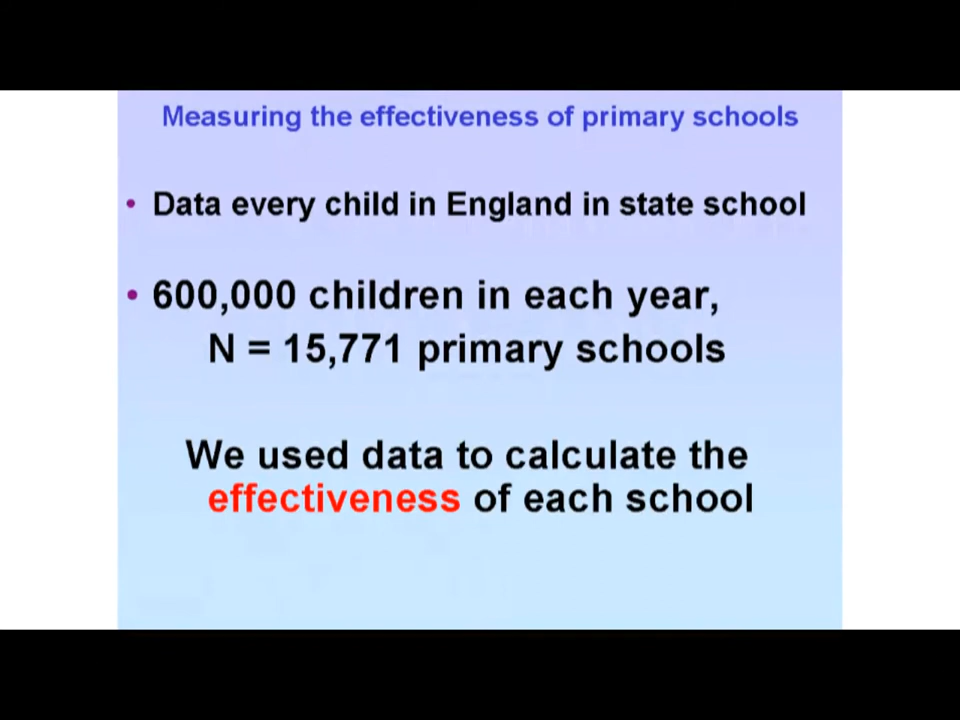 Measuring the effectiveness of primary schools
• Data every child in England in state school
• 600,000 children in each year,
N = 15,771 primary schools
We used data to calculate the
effectiveness of each school